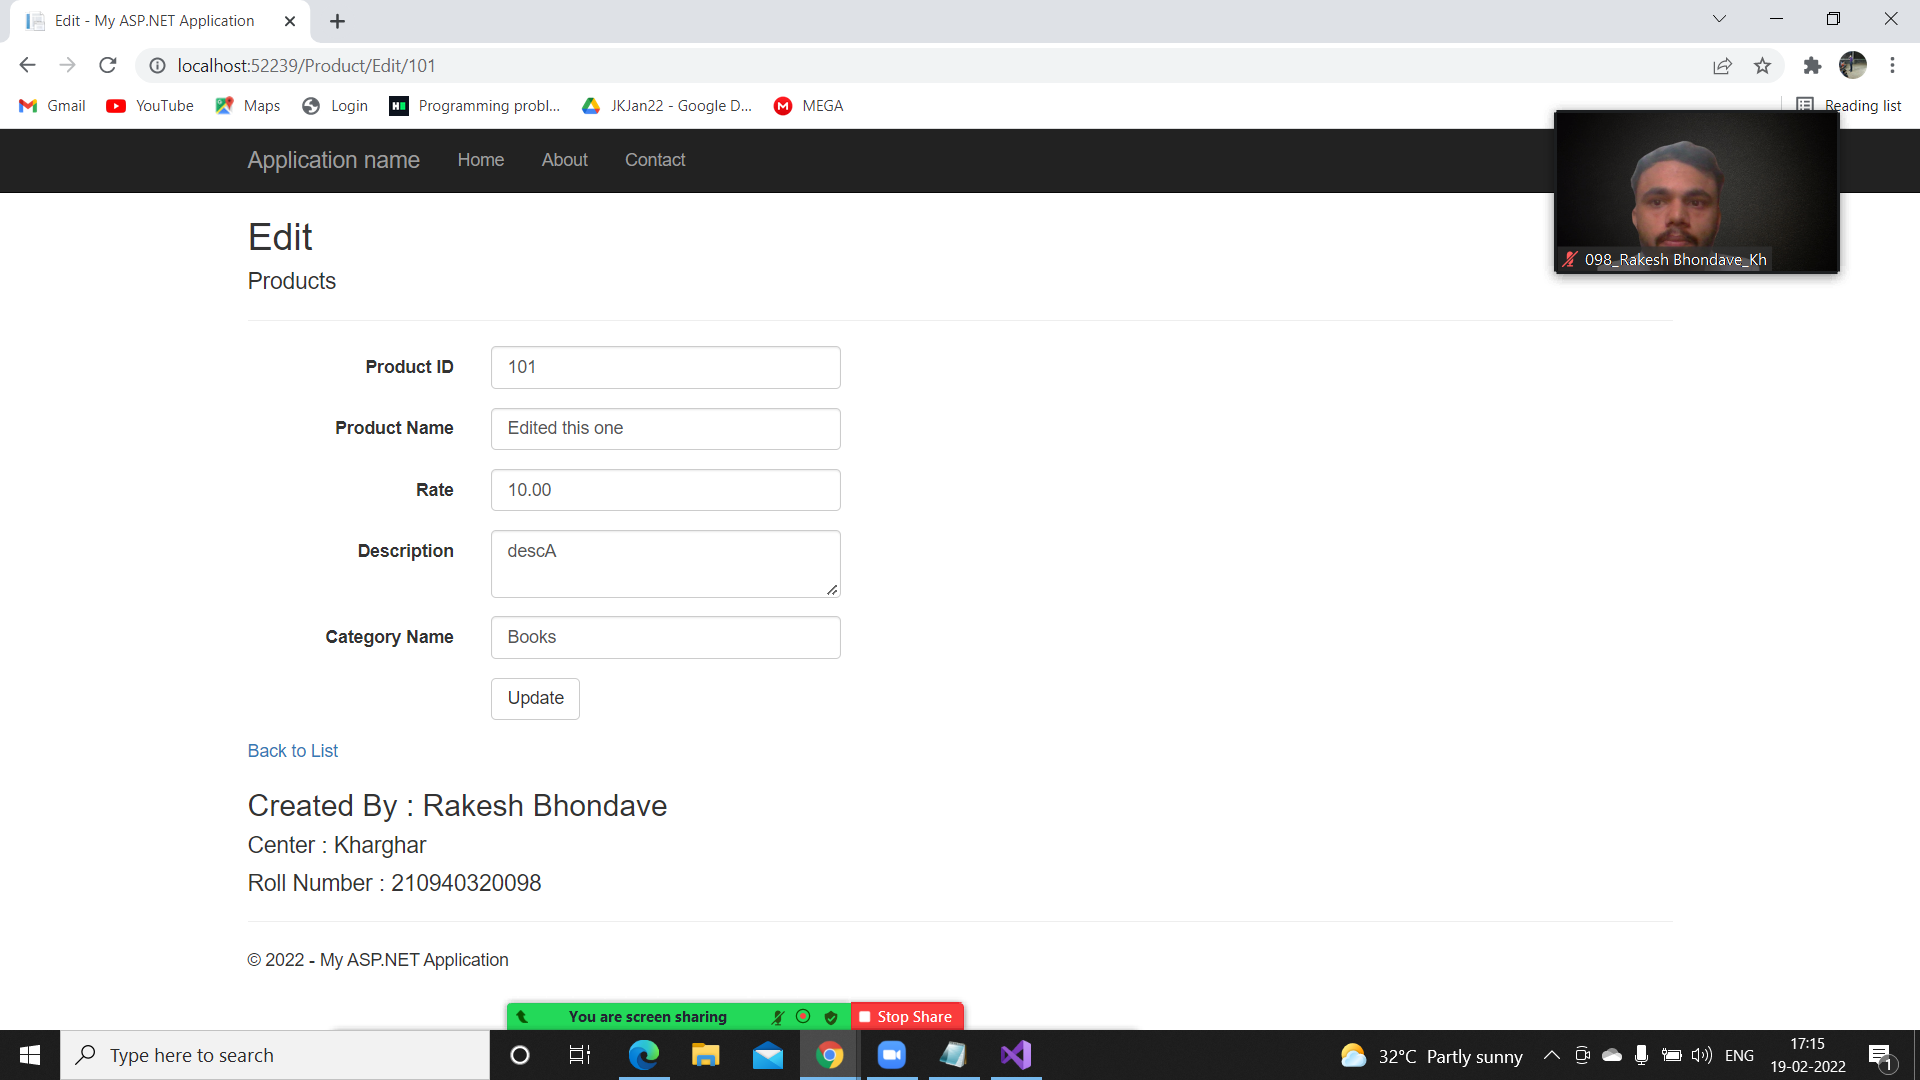 Edit - My ASP.NET Application
localhost:52239/Product/Edit/101
Gmail YouTube Maps Login Programming probl... JKJan22 - Google D... MEGA Reading list
Application name Home About Contact
098_Rakesh Bhondave_Kh
Edit
Products
Product ID 101
Product Name Edited this one
Rate 10.00
Description descA
Category Name Books
Update
Back to List
Created By : Rakesh Bhondave
Center : Kharghar
Roll Number : 210940320098
© 2022 - My ASP.NET Application
You are screen sharing Stop Share
Type here to search
32°C Partly sunny ENG 17:15
19-02-2022
1